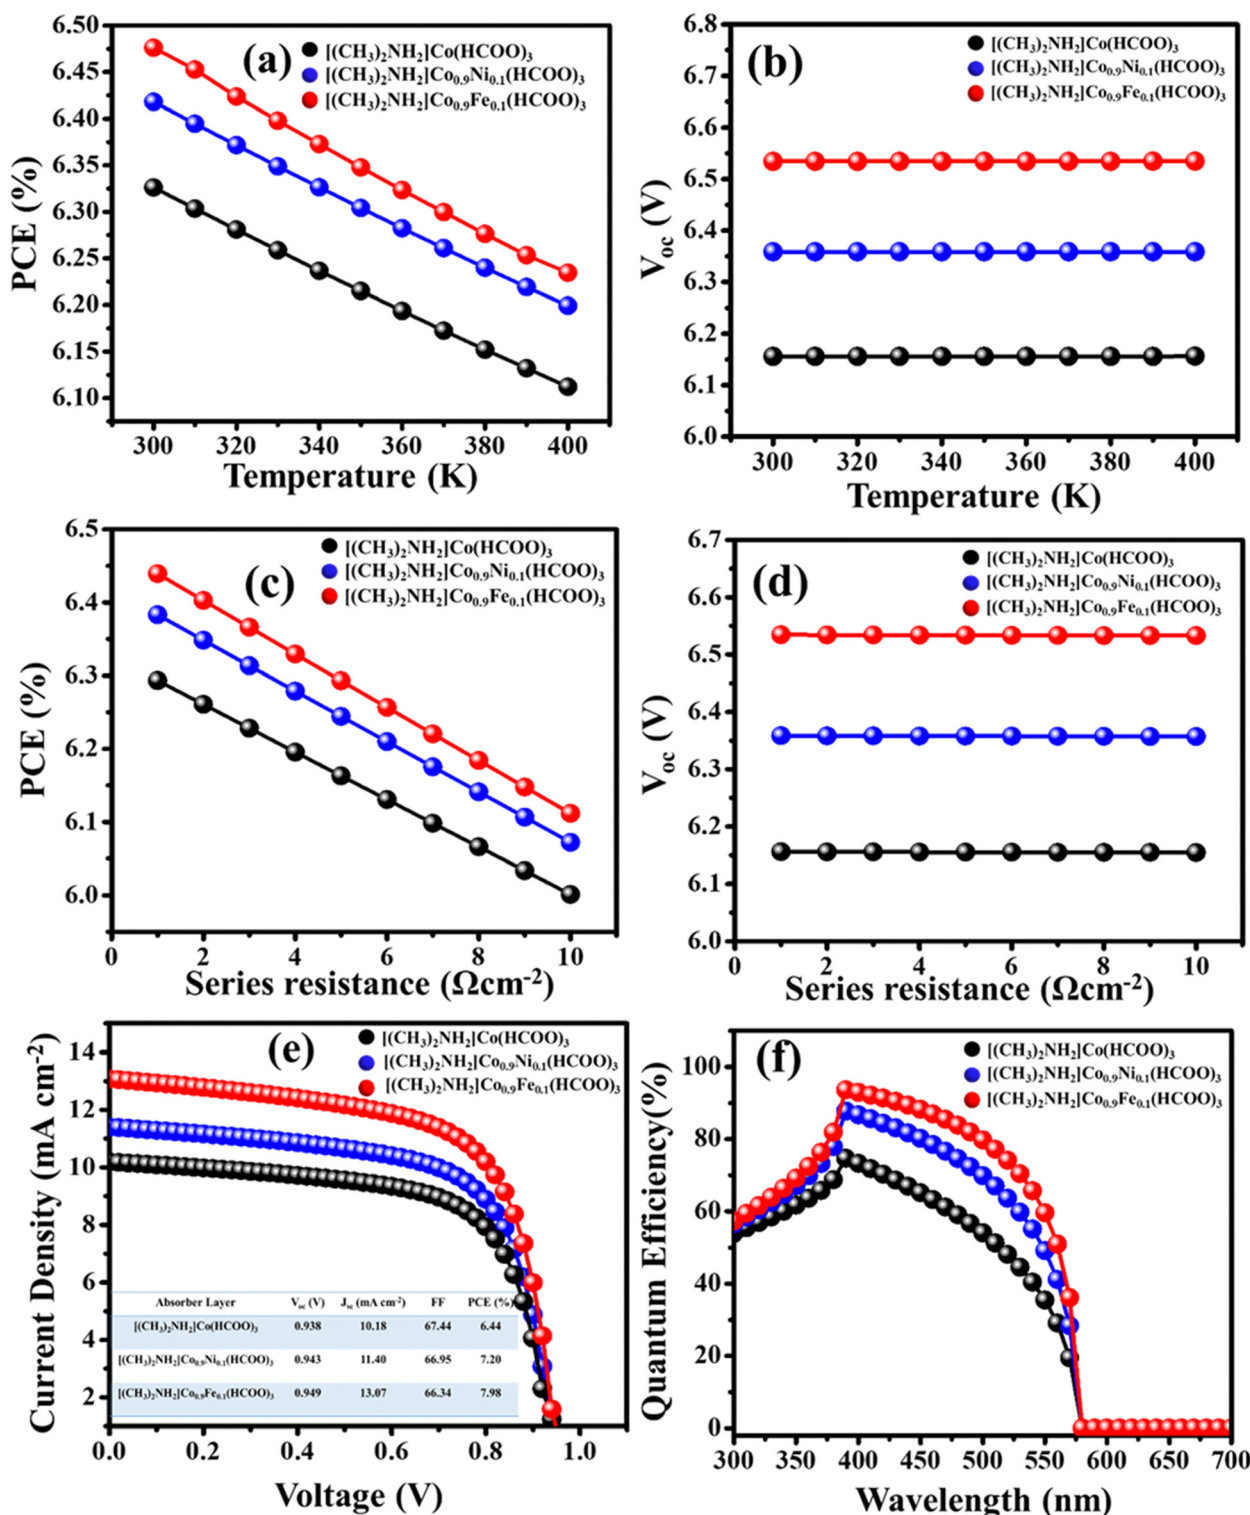 (a)
[(CH₃)₂NH₂]Co(HCOO)₃
[(CH₃)₂NH₂]Co₀.₉Ni₀.₁(HCOO)₃
[(CH₃)₂NH₂]Co₀.₉Fe₀.₁(HCOO)₃
PCE (%)
6.50
6.45
6.40
6.35
6.30
6.25
6.20
6.15
6.10
300 320 340 360 380 400
Temperature (K)
(b)
[(CH₃)₂NH₂]Co(HCOO)₃
[(CH₃)₂NH₂]Co₀.₉Ni₀.₁(HCOO)₃
[(CH₃)₂NH₂]Co₀.₉Fe₀.₁(HCOO)₃
V_oc (V)
6.8
6.7
6.6
6.5
6.4
6.3
6.2
6.1
6.0
300 320 340 360 380 400
Temperature (K)
(c)
[(CH₃)₂NH₂]Co(HCOO)₃
[(CH₃)₂NH₂]Co₀.₉Ni₀.₁(HCOO)₃
[(CH₃)₂NH₂]Co₀.₉Fe₀.₁(HCOO)₃
PCE (%)
6.5
6.4
6.3
6.2
6.1
6.0
0 2 4 6 8 10
Series resistance (Ωcm⁻²)
(d)
[(CH₃)₂NH₂]Co(HCOO)₃
[(CH₃)₂NH₂]Co₀.₉Ni₀.₁(HCOO)₃
[(CH₃)₂NH₂]Co₀.₉Fe₀.₁(HCOO)₃
V_oc (V)
6.7
6.6
6.5
6.4
6.3
6.2
6.1
6.0
0 2 4 6 8 10
Series resistance (Ωcm⁻²)
(e)
[(CH₃)₂NH₂]Co(HCOO)₃
[(CH₃)₂NH₂]Co₀.₉Ni₀.₁(HCOO)₃
[(CH₃)₂NH₂]Co₀.₉Fe₀.₁(HCOO)₃
Current Density (mA cm⁻²)
14
12
10
8
6
4
2
Absorber Layer V_oc (V) J_sc (mA cm⁻²) FF PCE (%)
[(CH₃)₂NH₂]Co(HCOO)₃ 0.938 10.18 67.44 6.44
[(CH₃)₂NH₂]Co₀.₉Ni₀.₁(HCOO)₃ 0.943 11.40 66.95 7.20
[(CH₃)₂NH₂]Co₀.₉Fe₀.₁(HCOO)₃ 0.949 13.07 66.34 7.98
0.0 0.2 0.4 0.6 0.8 1.0
Voltage (V)
(f)
[(CH₃)₂NH₂]Co(HCOO)₃
[(CH₃)₂NH₂]Co₀.₉Ni₀.₁(HCOO)₃
[(CH₃)₂NH₂]Co₀.₉Fe₀.₁(HCOO)₃
Quantum Efficiency(%)
100
80
60
40
20
0
300 350 400 450 500 550 600 650 700
Wavelength (nm)